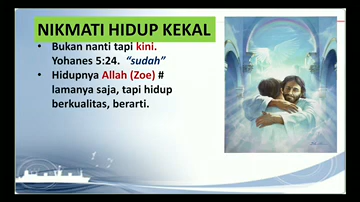 NIKMATI HIDUP KEKAL
• Bukan nanti tapi kini.
Yohanes 5:24. “sudah”
• Hidupnya Allah (Zoe) #
lamanya saja, tapi hidup
berkualitas, berarti.